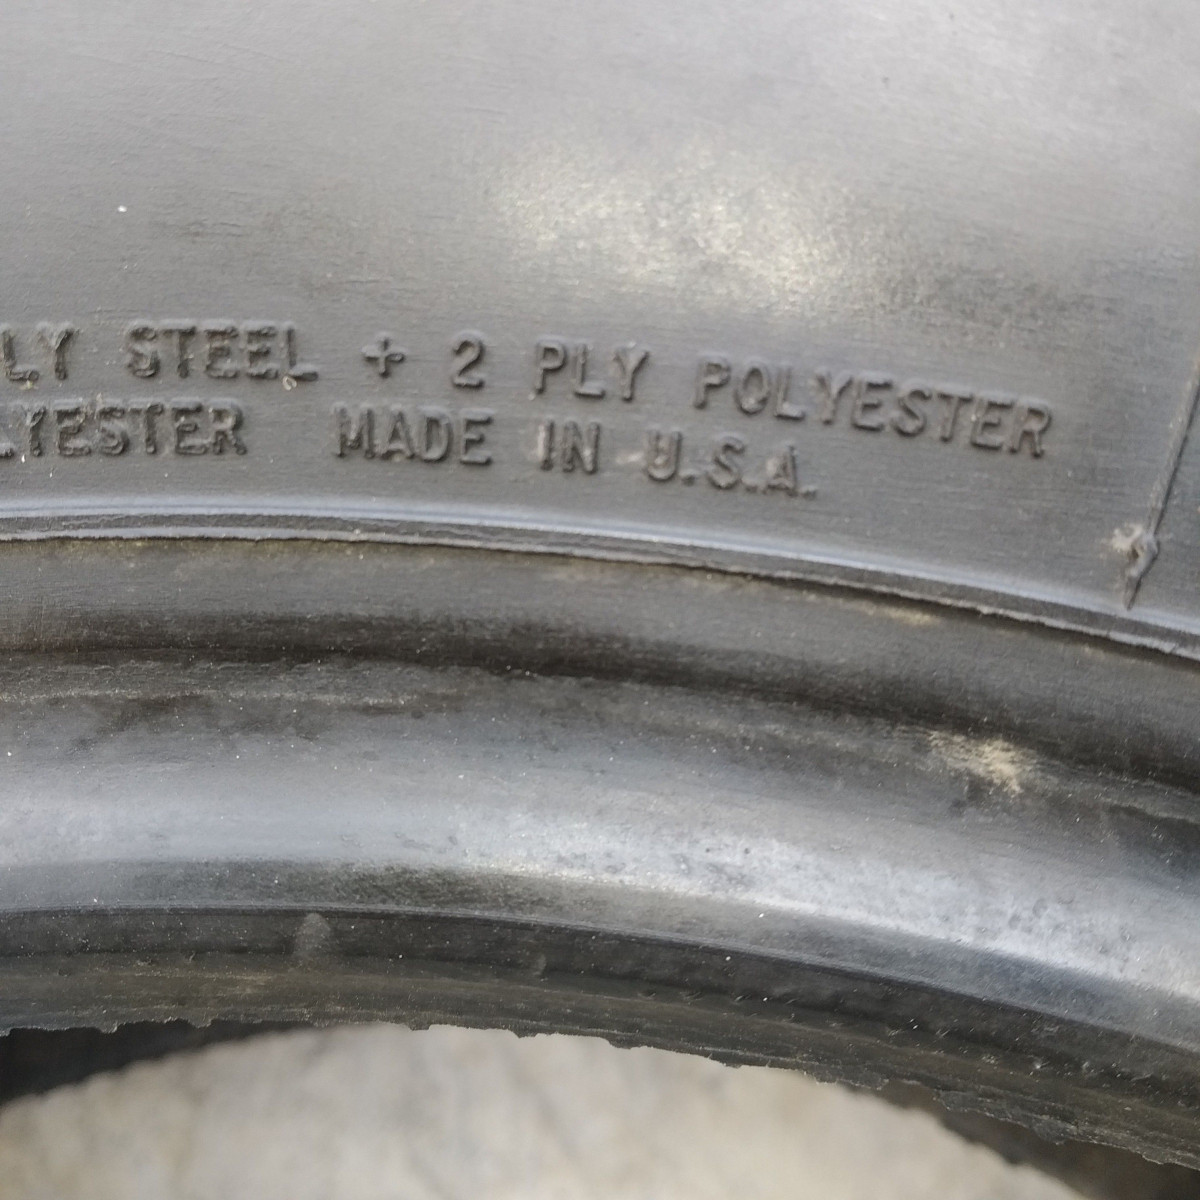 LY STEEL + 2 PLY POLYESTER
LYESTER MADE IN U.S.A.